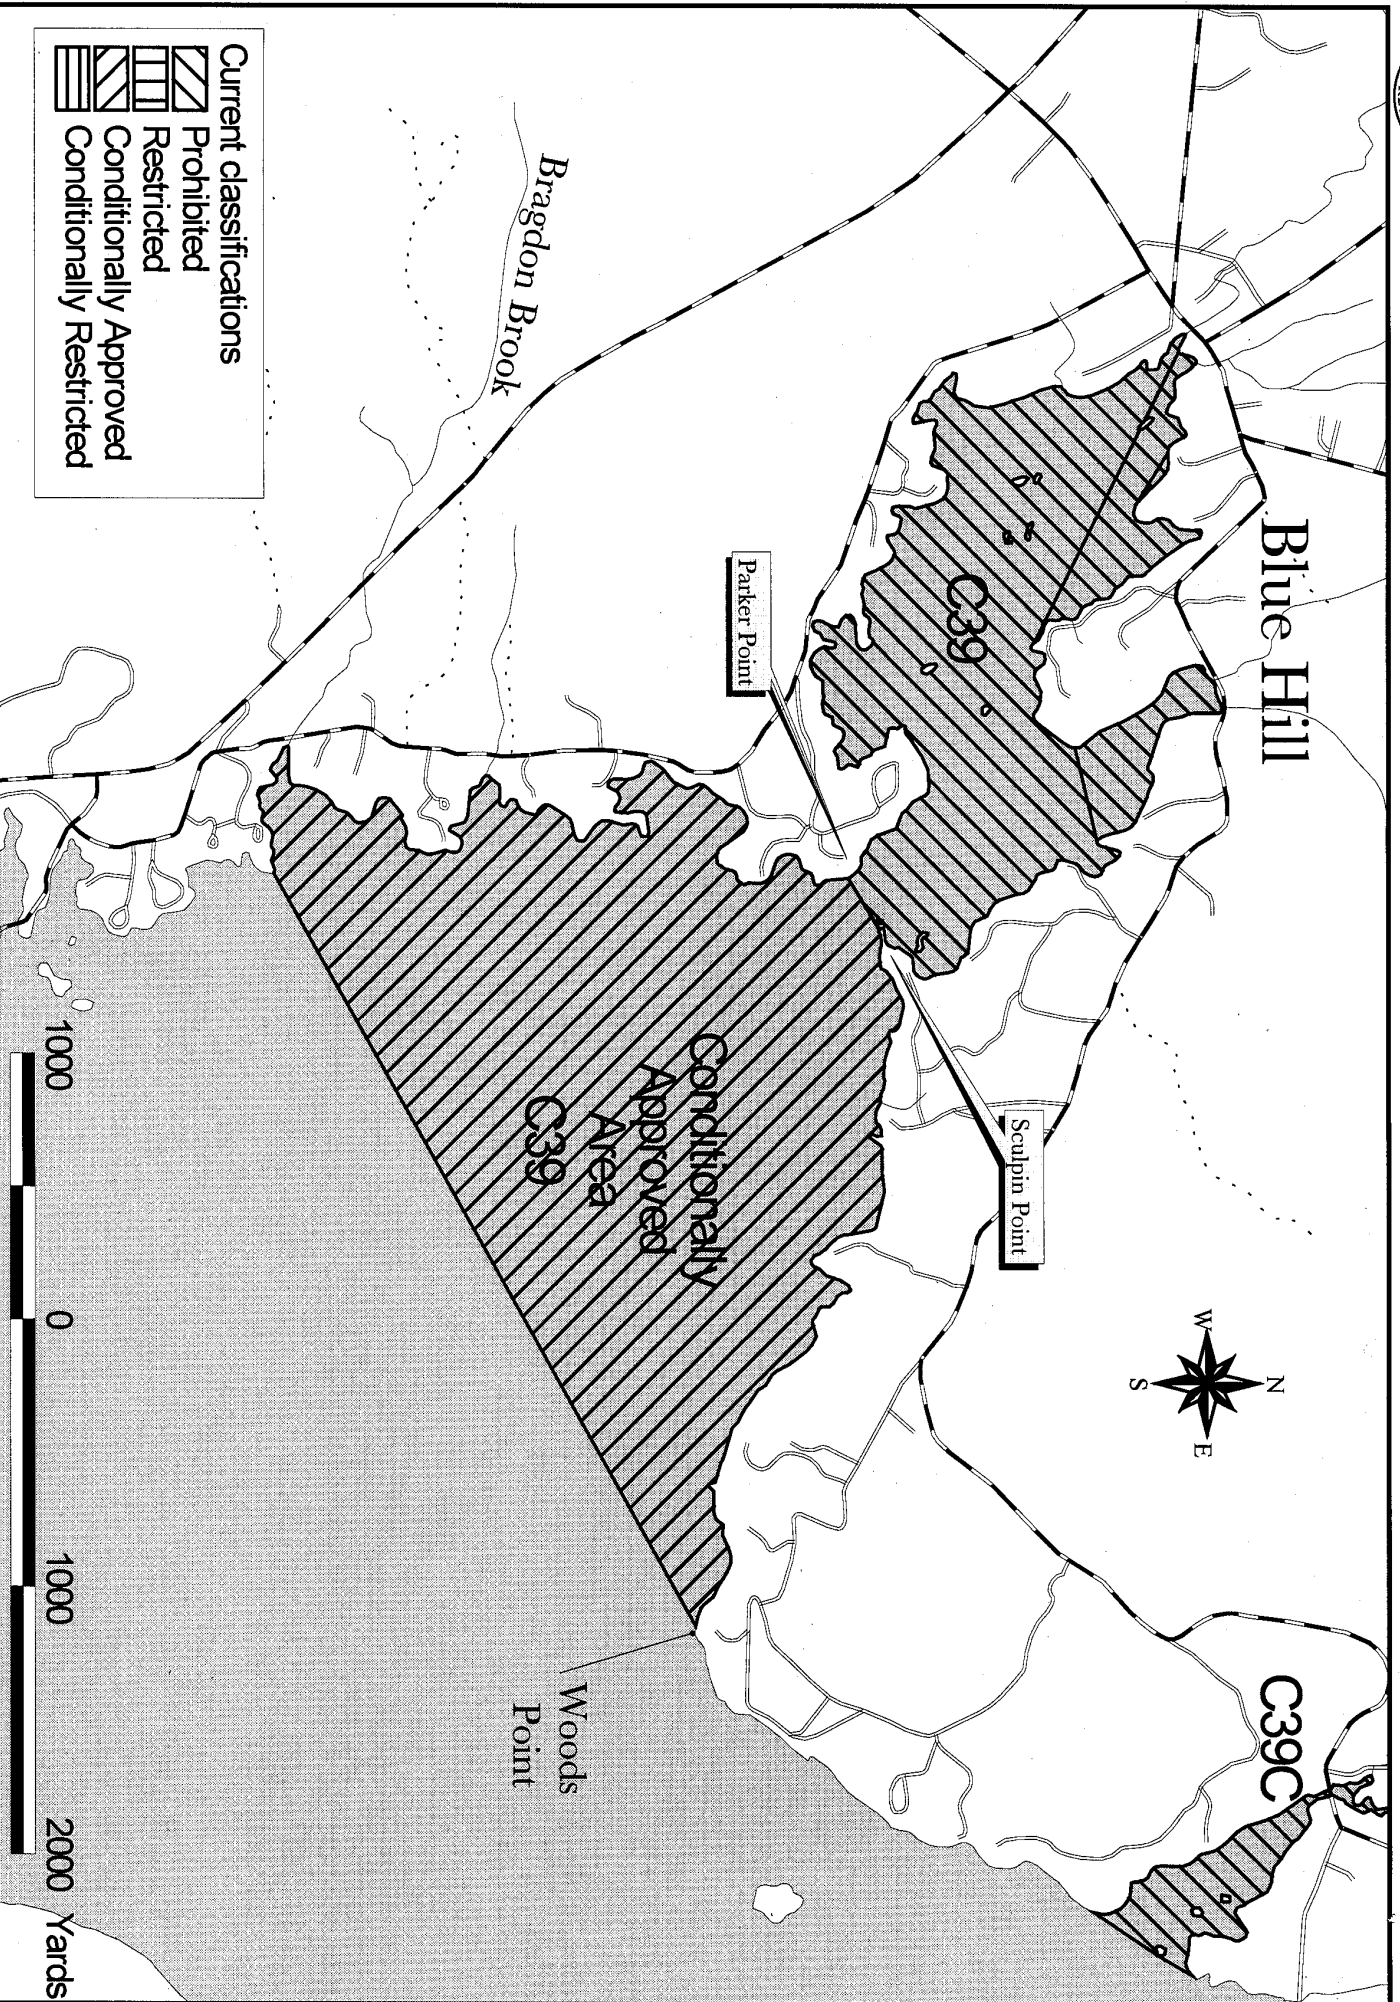 Blue Hill
C39C
W
N
S
E
Sculpin Point
C39
Parker Point
Conditionally
Approved
Area
C39
Woods
Point
Bragdon Brook
Current classifications
Prohibited
Restricted
Conditionally Approved
Conditionally Restricted
1000
0
1000
2000 Yards